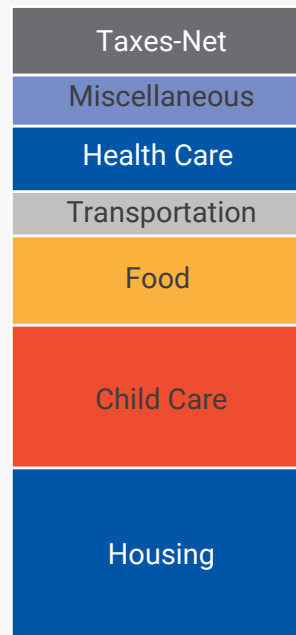 Taxes-Net
Miscellaneous
Health Care
Transportation
Food
Child Care
Housing